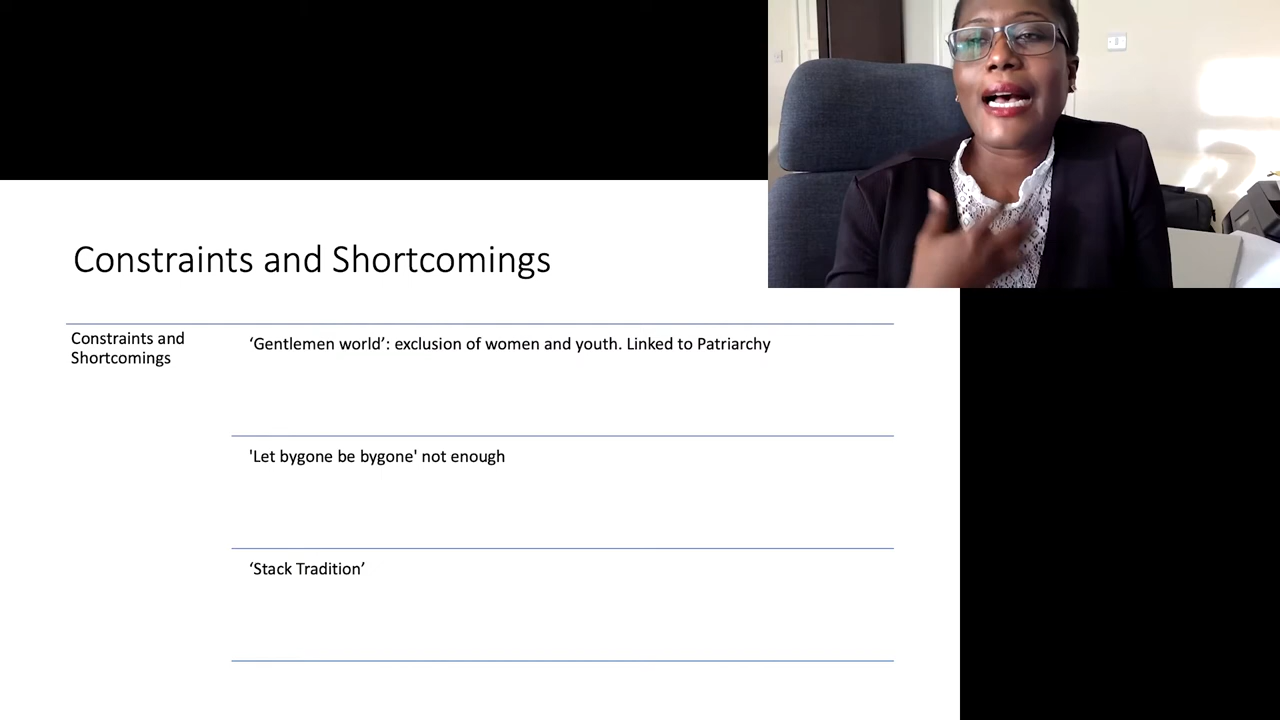 Constraints and Shortcomings
Constraints and
Shortcomings
‘Gentlemen world’: exclusion of women and youth. Linked to Patriarchy
'Let bygone be bygone' not enough
‘Stack Tradition’